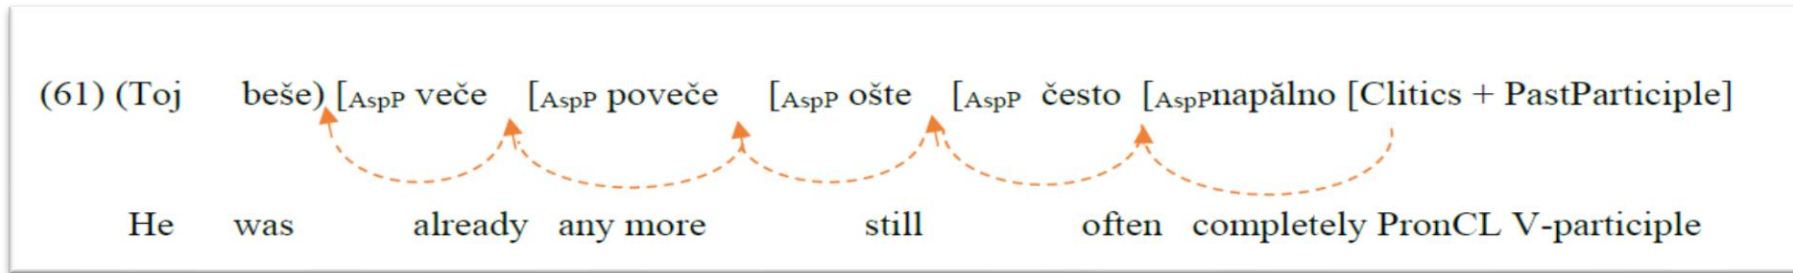 (61) (Toj beše) [AspP veče [AspP poveče [AspP ošte [AspP često [AspPnapălno [Clitics + PastParticiple]
He was already any more still often completely PronCL V-participle